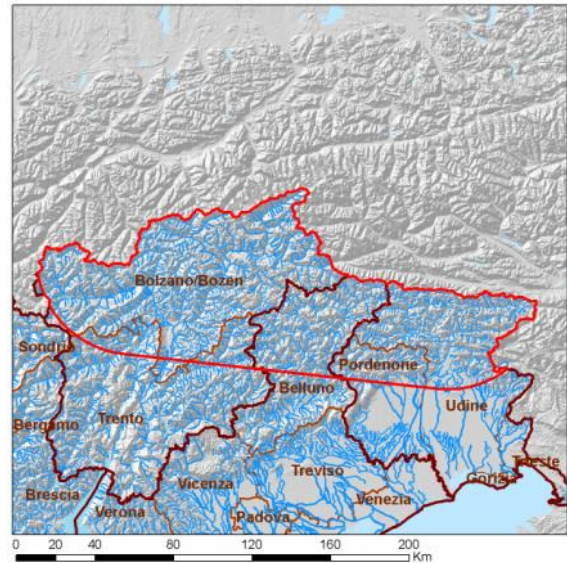 Bolzano/Bozen
Sondrio
Pordenone
Belluno
Trento
Udine
Bergamo
Treviso
Trieste
Vicenza
Gorizia
Brescia
Venezia
Verona
Padova
0 20 40 80 120 160 200
Km